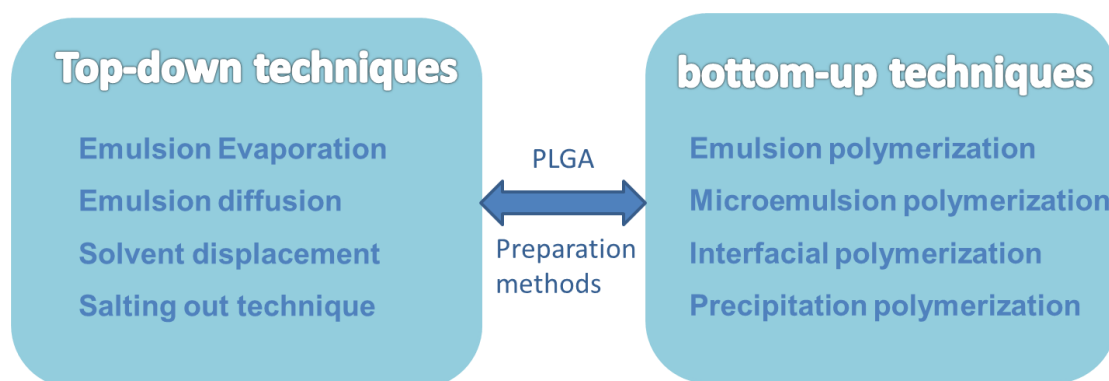 Top-down techniques
Emulsion Evaporation
Emulsion diffusion
Solvent displacement
Salting out technique
PLGA
Preparation
methods
bottom-up techniques
Emulsion polymerization
Microemulsion polymerization
Interfacial polymerization
Precipitation polymerization